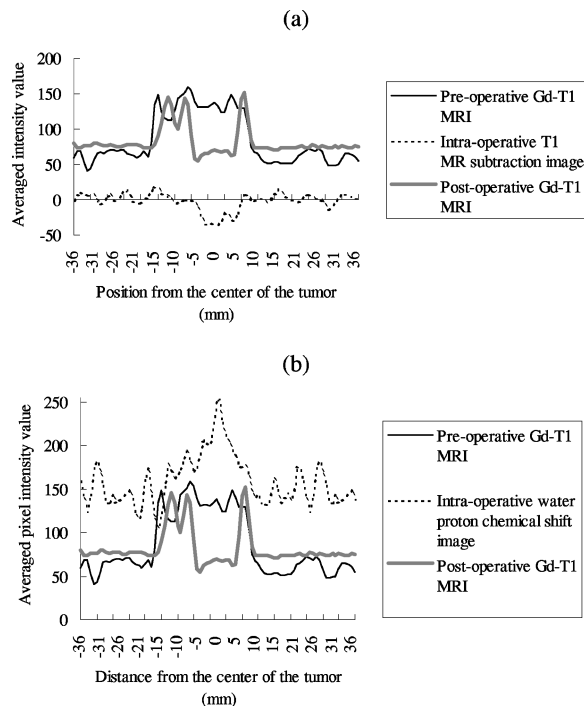 (a)
Averaged intensity value
200
150
100
50
0
-50
-36
-31
-26
-21
-15
-10
-5
0
5
10
15
21
26
31
36
Position from the center of the tumor
(mm)
Pre-operative Gd-T1
MRI
Intra-operative T1
MR subtraction image
Post-operative Gd-T1
MRI
(b)
Averaged pixel intensity value
250
200
150
100
50
0
-36
-31
-26
-21
-15
-10
-5
0
5
10
15
21
26
31
36
Distance from the center of the tumor
(mm)
Pre-operative Gd-T1
MRI
Intra-operative water
proton chemical shift
image
Post-operative Gd-T1
MRI